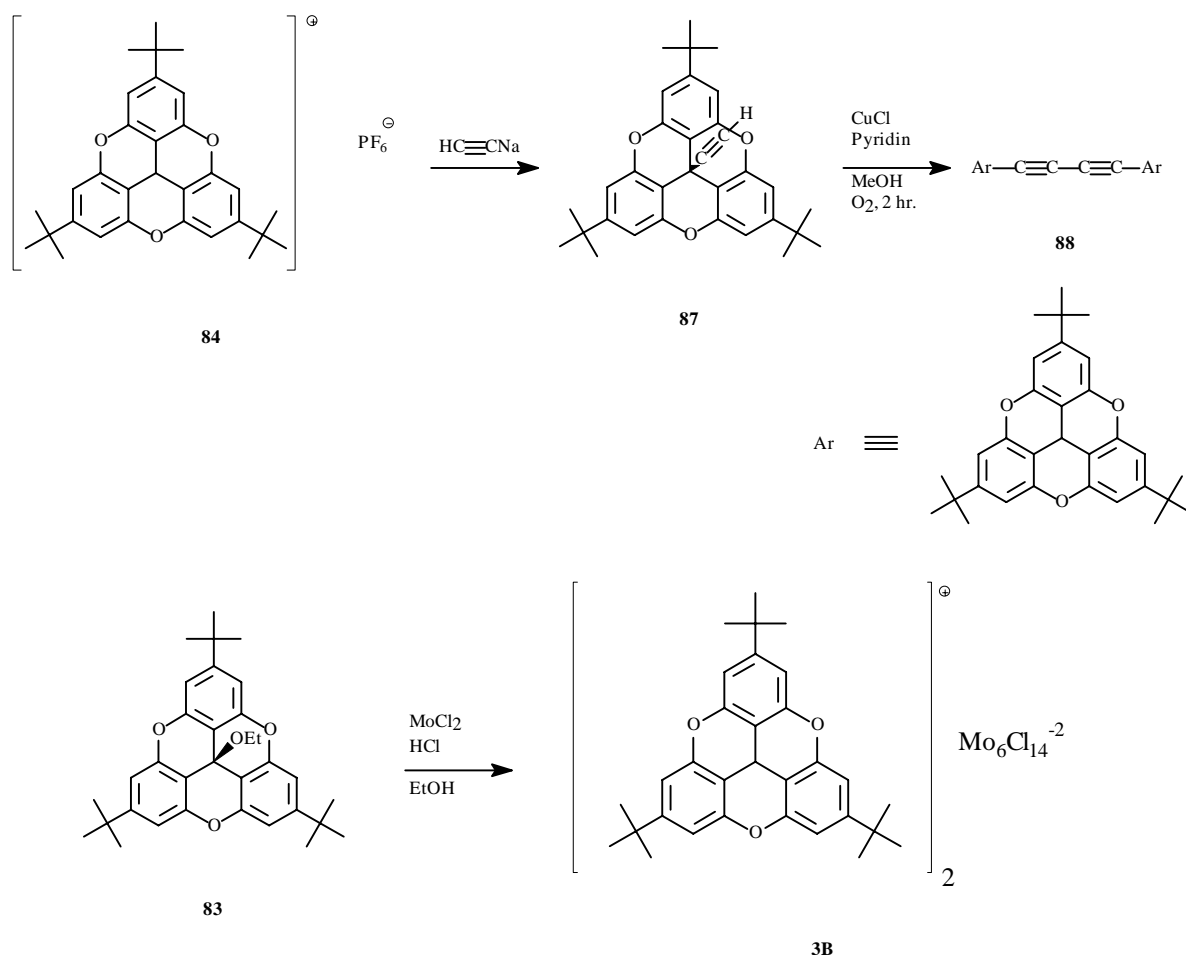 ⊕
O
O
O
84
PF6 ⊖
HC≡CNa
H
C
C
O
O
O
87
CuCl
Pyridin
MeOH
O2, 2 hr.
Ar—C≡C—C≡C—Ar
88
Ar ≡
O
O
O
O
O
OEt
O
83
MoCl2
HCl
EtOH
O
O
O
⊕
2
Mo6Cl14-2
3B